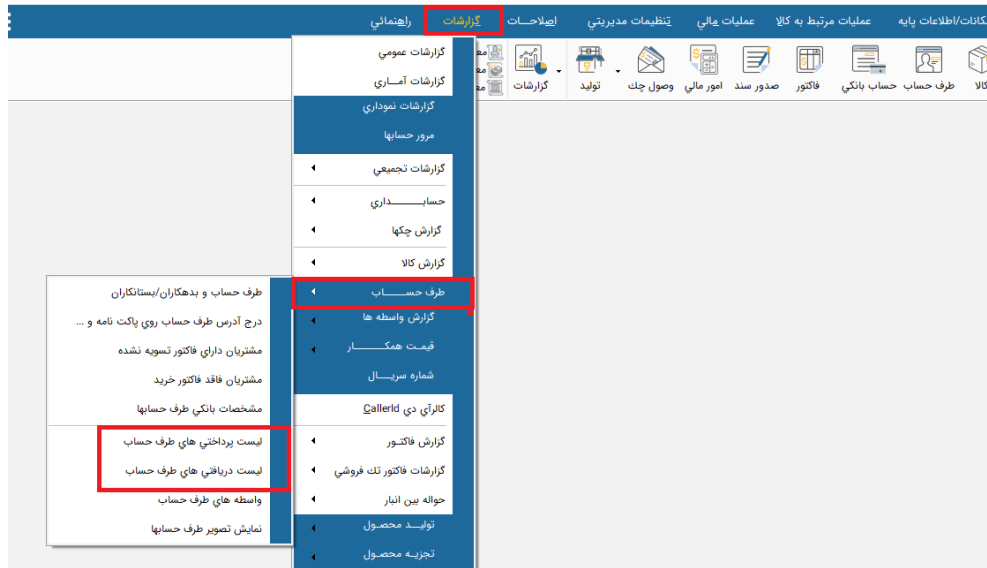 مكانات/اطلاعات پايه عمليات مرتبط به كالا عمليات مالي تنظيمات مديريتي اصلاحــات گزارشات راهنمائي
كالا طرف حساب حساب بانكي فاكتور صدور سند امور مالي وصول چك توليد گزارشات
گزارشات عمومي
گزارشات آمــاري
گزارشات نموداري
مرور حسابها
گزارشات تجميعي
حسابـــــــداري
گزارش چكها
گزارش كالا
طرف حســــاب
گزارش واسطه ها
قيمـت همكـــــــار
شماره سريـــال
كالرآي دي CallerId
گزارش فاكتـور
گزارشات فاكتور تك فروشي
حواله بين انبار
توليــد محصـول
تجزيـه محصـول
طرف حساب و بدهكاران/بستانكاران
درج آدرس طرف حساب روي پاكت نامه و ...
مشتريان داراي فاكتور تسويه نشده
مشتريان فاقد فاكتور خريد
مشخصات بانكي طرف حسابها
ليست پرداختي هاي طرف حساب
ليست دريافتي هاي طرف حساب
واسطه هاي طرف حساب
نمايش تصوير طرف حسابها